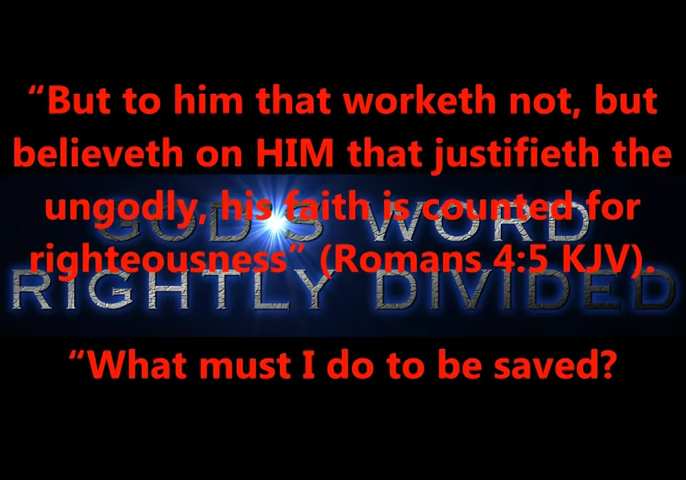 “But to him that worketh not, but
believeth on HIM that justifieth the
ungodly, his faith is counted for
GOD'S WORD
righteousness” (Romans 4:5 KJV).
RIGHTLY DIVIDED
“What must I do to be saved?